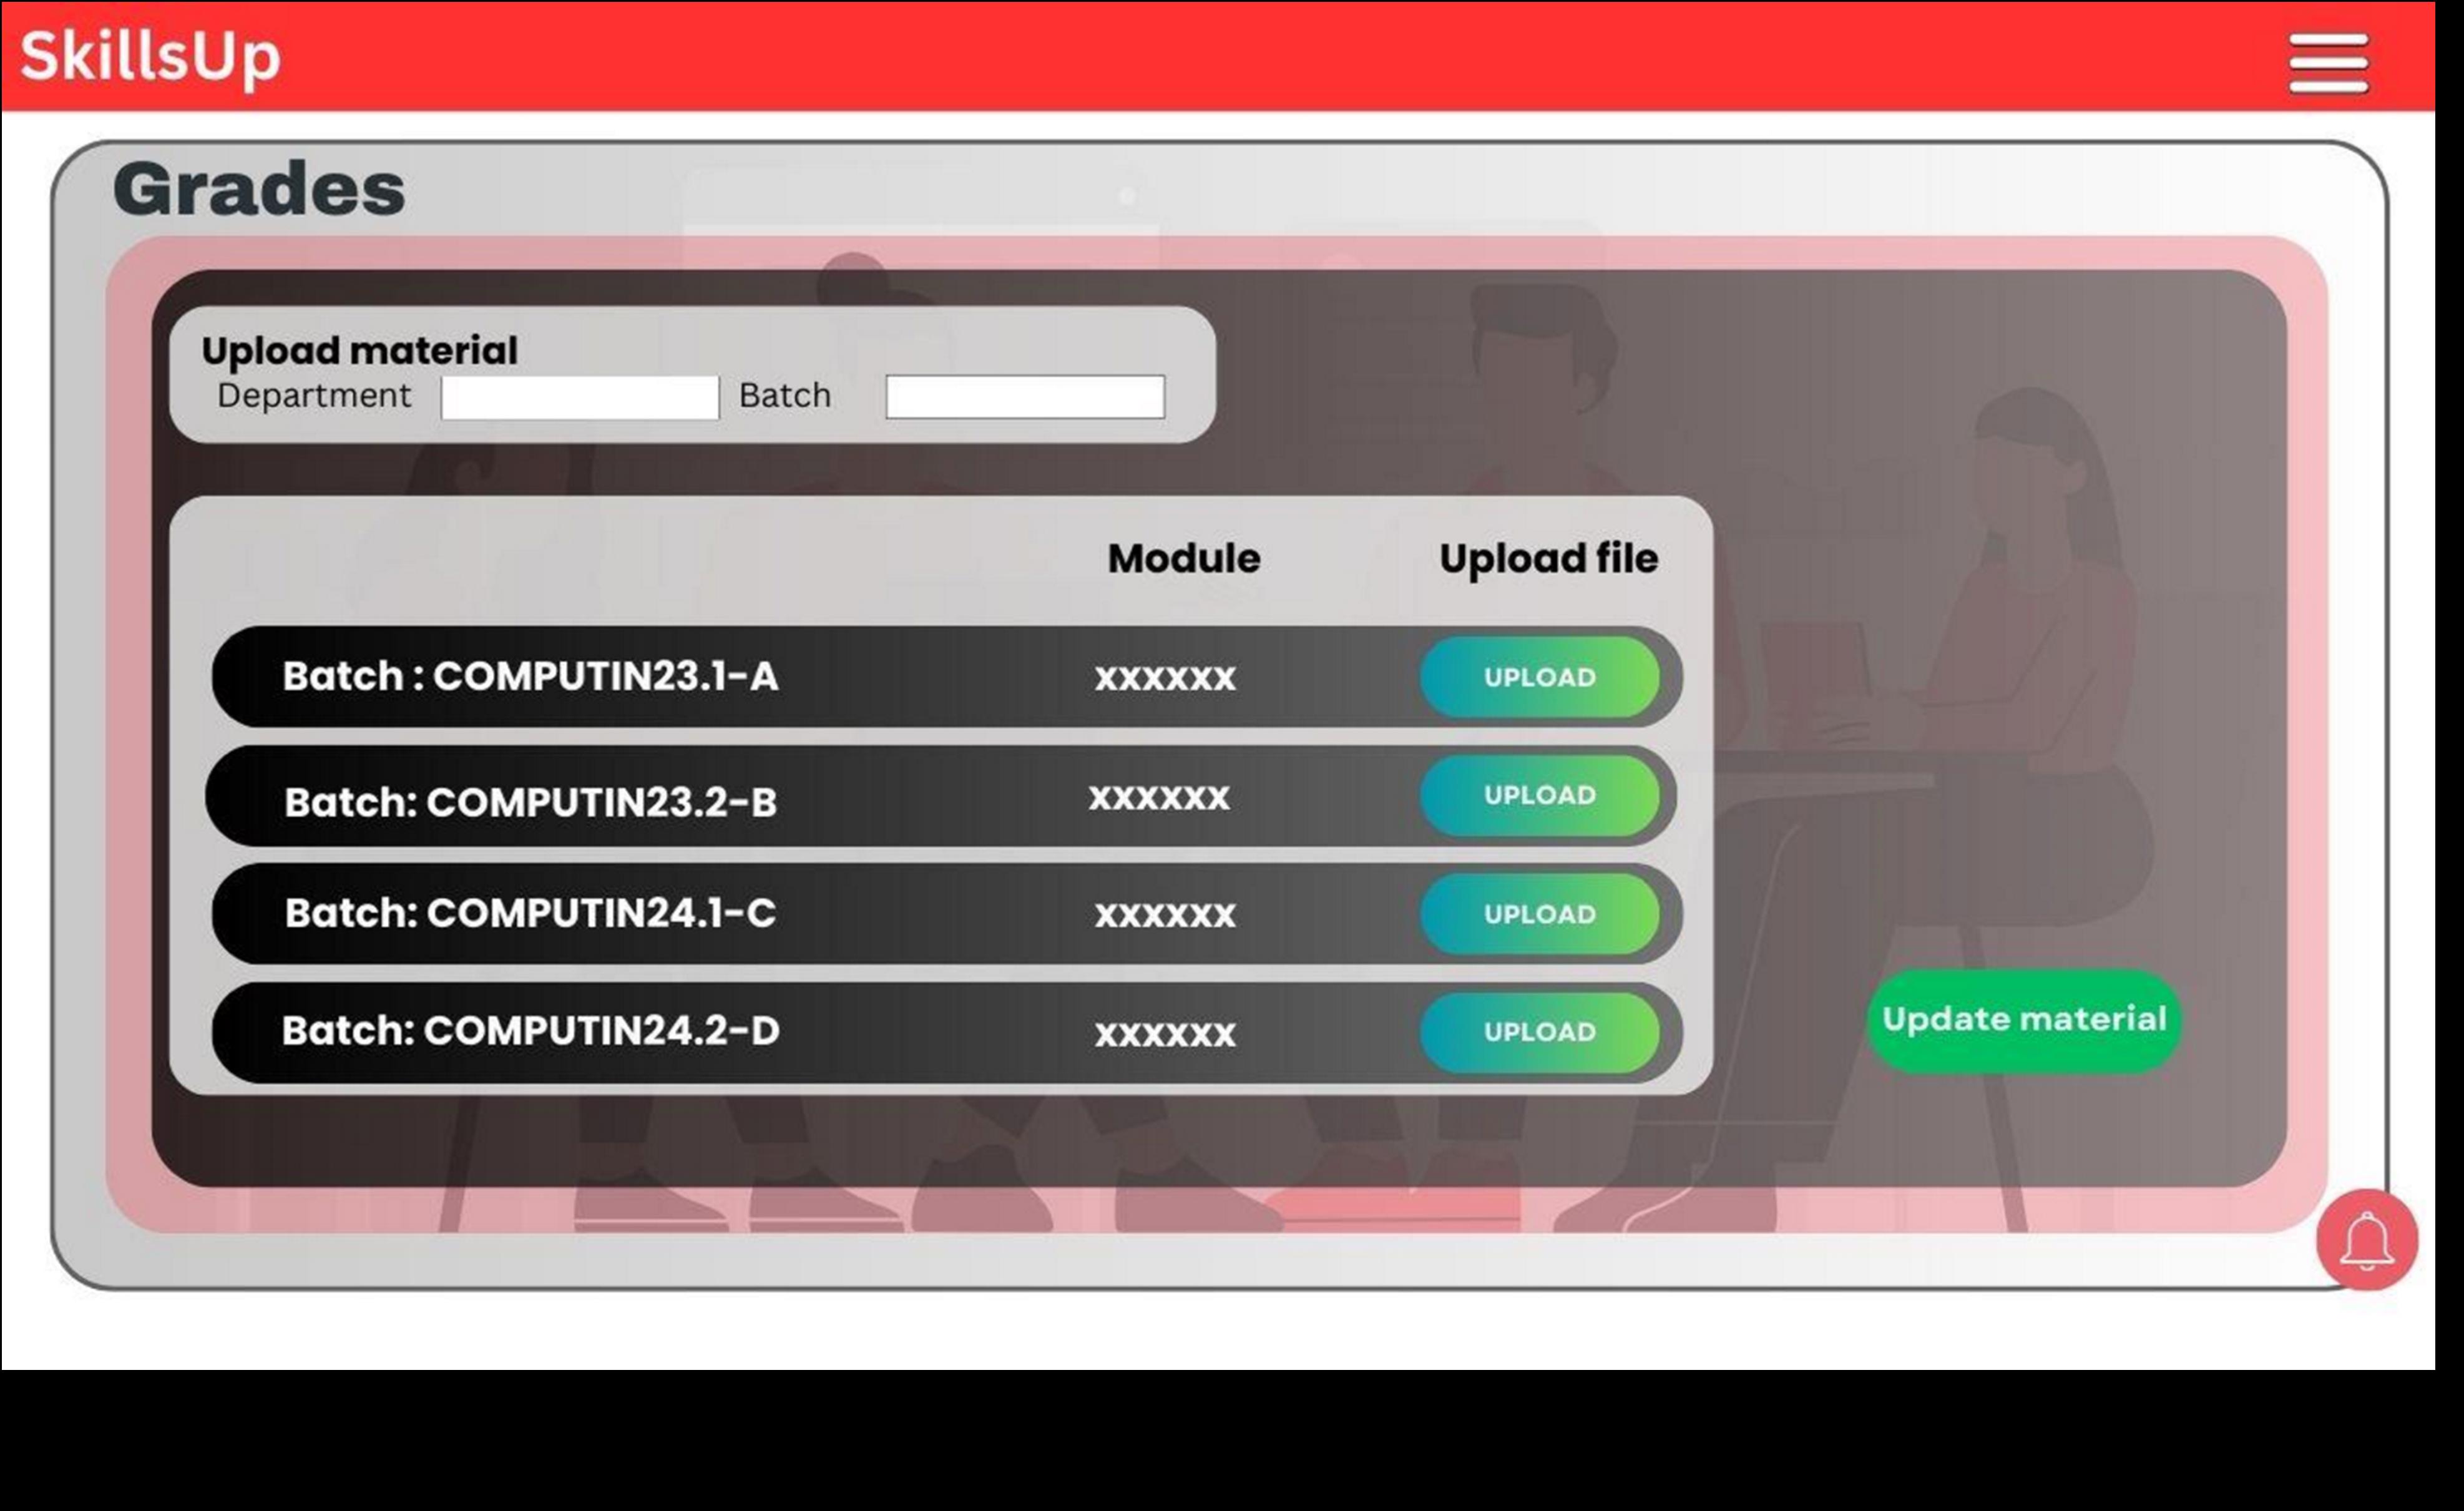 SkillsUp
Grades
Upload material
Department Batch
Module Upload file
Batch : COMPUTIN23.1-A xxxxxx UPLOAD
Batch: COMPUTIN23.2-B xxxxxx UPLOAD
Batch: COMPUTIN24.1-C xxxxxx UPLOAD
Batch: COMPUTIN24.2-D xxxxxx UPLOAD
Update material